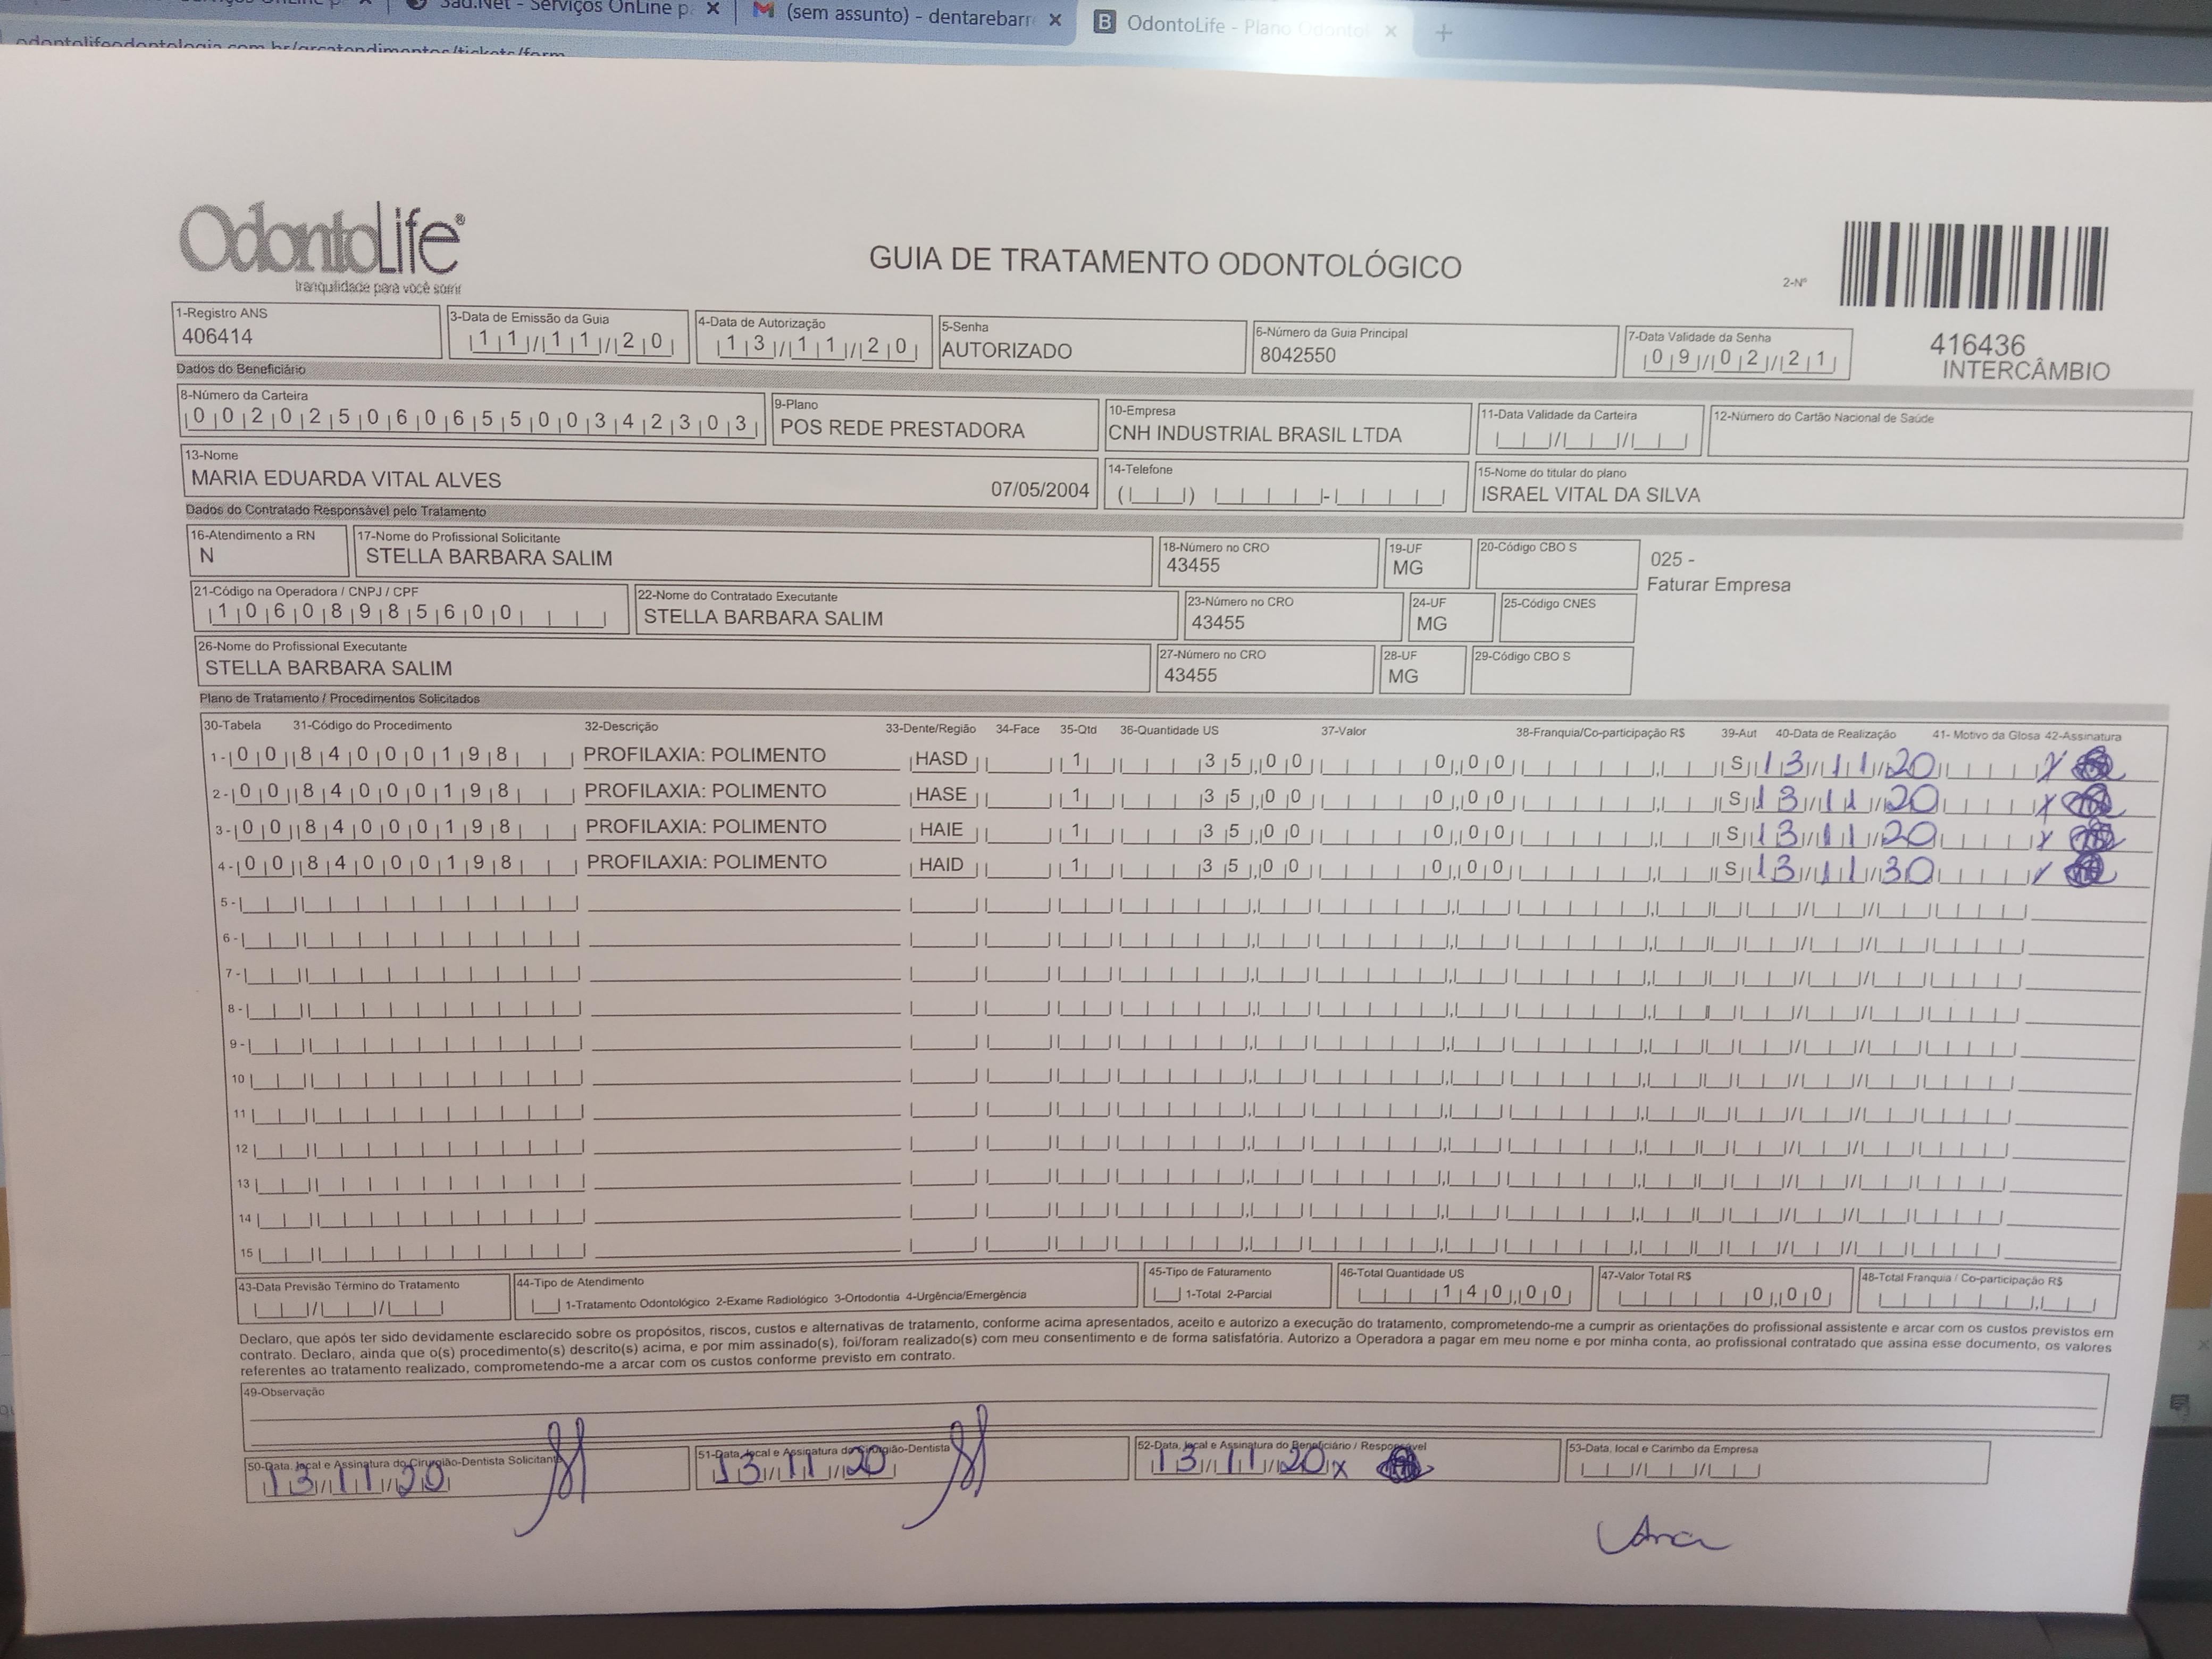 Sad.Net - Serviços OnLine p
(sem assunto) - dentarebarr
OdontoLife - Plano Odontol
odontolifeodontologia.com.br/grcatendimentos/tickets/form
OdontoLife®
tranquilidade para você sorrir
GUIA DE TRATAMENTO ODONTOLÓGICO
2-Nº
416436
INTERCÂMBIO
1-Registro ANS
406414
3-Data de Emissão da Guia
11/11/20
4-Data de Autorização
13/11/20
5-Senha
AUTORIZADO
6-Número da Guia Principal
8042550
7-Data Validade da Senha
09/02/21
Dados do Beneficiário
8-Número da Carteira
00202506065500342303
9-Plano
POS REDE PRESTADORA
10-Empresa
CNH INDUSTRIAL BRASIL LTDA
11-Data Validade da Carteira
12-Número do Cartão Nacional de Saúde
13-Nome
MARIA EDUARDA VITAL ALVES 07/05/2004
14-Telefone
15-Nome do titular do plano
ISRAEL VITAL DA SILVA
Dados do Contratado Responsável pelo Tratamento
16-Atendimento a RN
N
17-Nome do Profissional Solicitante
STELLA BARBARA SALIM
18-Número no CRO
43455
19-UF
MG
20-Código CBO S
025 -
Faturar Empresa
21-Código na Operadora / CNPJ / CPF
10608985600
22-Nome do Contratado Executante
STELLA BARBARA SALIM
23-Número no CRO
43455
24-UF
MG
25-Código CNES
26-Nome do Profissional Executante
STELLA BARBARA SALIM
27-Número no CRO
43455
28-UF
MG
29-Código CBO S
Plano de Tratamento / Procedimentos Solicitados
30-Tabela 31-Código do Procedimento 32-Descrição 33-Dente/Região 34-Face 35-Qtd 36-Quantidade US 37-Valor 38-Franquia/Co-participação R$ 39-Aut 40-Data de Realização 41- Motivo da Glosa 42-Assinatura
1- 00 84000198 PROFILAXIA: POLIMENTO HASD 1 35,00 0,00 S 13/11/20 x
2- 00 84000198 PROFILAXIA: POLIMENTO HASE 1 35,00 0,00 S 13/11/20 x
3- 00 84000198 PROFILAXIA: POLIMENTO HAIE 1 35,00 0,00 S 13/11/20 x
4- 00 84000198 PROFILAXIA: POLIMENTO HAID 1 35,00 0,00 S 13/11/30 x
5-
6-
7-
8-
9-
10
11
12
13
14
15
43-Data Previsão Término do Tratamento
44-Tipo de Atendimento
1-Tratamento Odontológico 2-Exame Radiológico 3-Ortodontia 4-Urgência/Emergência
45-Tipo de Faturamento
1-Total 2-Parcial
46-Total Quantidade US
140,00
47-Valor Total R$
0,00
48-Total Franquia / Co-participação R$
Declaro, que após ter sido devidamente esclarecido sobre os propósitos, riscos, custos e alternativas de tratamento, conforme acima apresentados, aceito e autorizo a execução do tratamento, comprometendo-me a cumprir as orientações do profissional assistente e arcar com os custos previstos em
contrato. Declaro, ainda que o(s) procedimento(s) descrito(s) acima, e por mim assinado(s), foi/foram realizado(s) com meu consentimento e de forma satisfatória. Autorizo a Operadora a pagar em meu nome e por minha conta, ao profissional contratado que assina esse documento, os valores
referentes ao tratamento realizado, comprometendo-me a arcar com os custos conforme previsto em contrato.
49-Observação
50-Data, local e Assinatura do Cirurgião-Dentista Solicitante
13/11/20
51-Data, local e Assinatura do Cirurgião-Dentista
13/11/20
52-Data, local e Assinatura do Beneficiário / Responsável
13/11/20 x
53-Data, local e Carimbo da Empresa